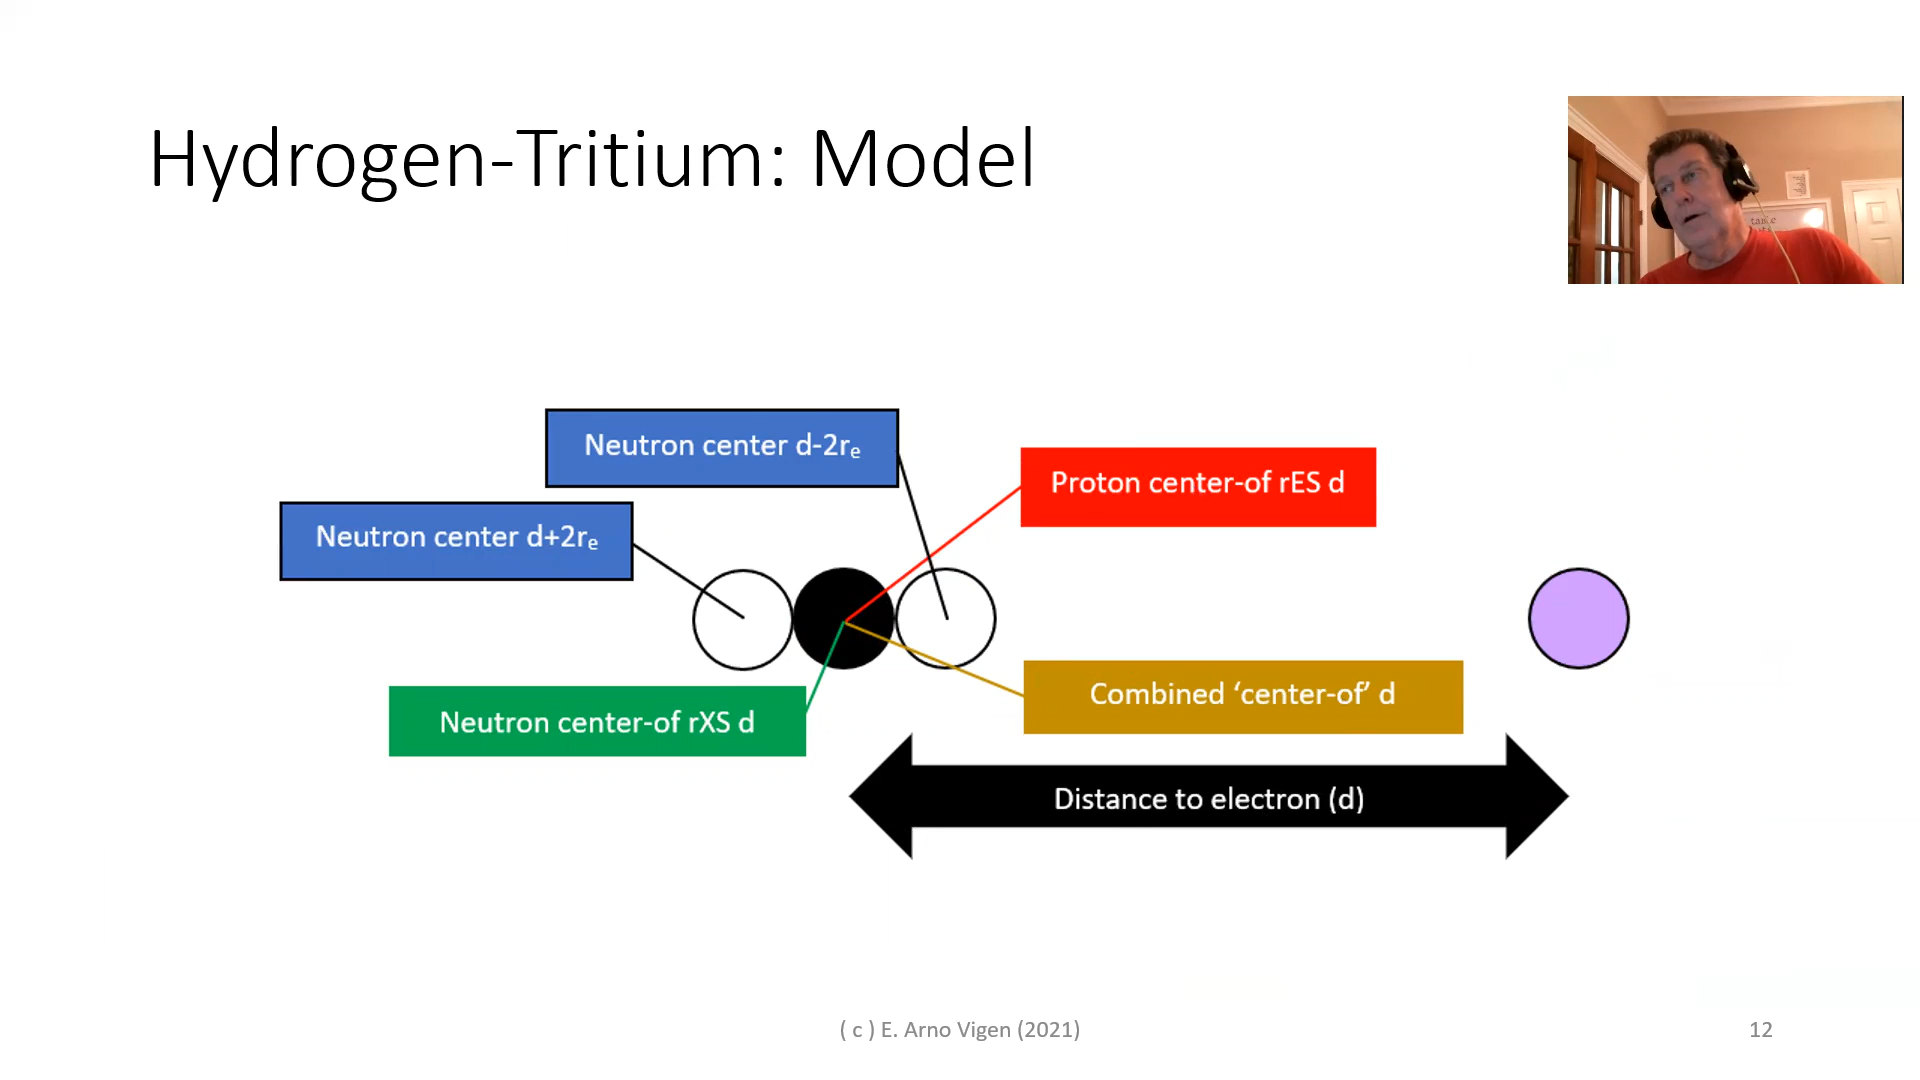 Hydrogen-Tritium: Model
Neutron center d-2rₑ
Proton center-of rES d
Neutron center d+2rₑ
Combined ‘center-of’ d
Neutron center-of rXS d
Distance to electron (d)
( c ) E. Arno Vigen (2021)
12